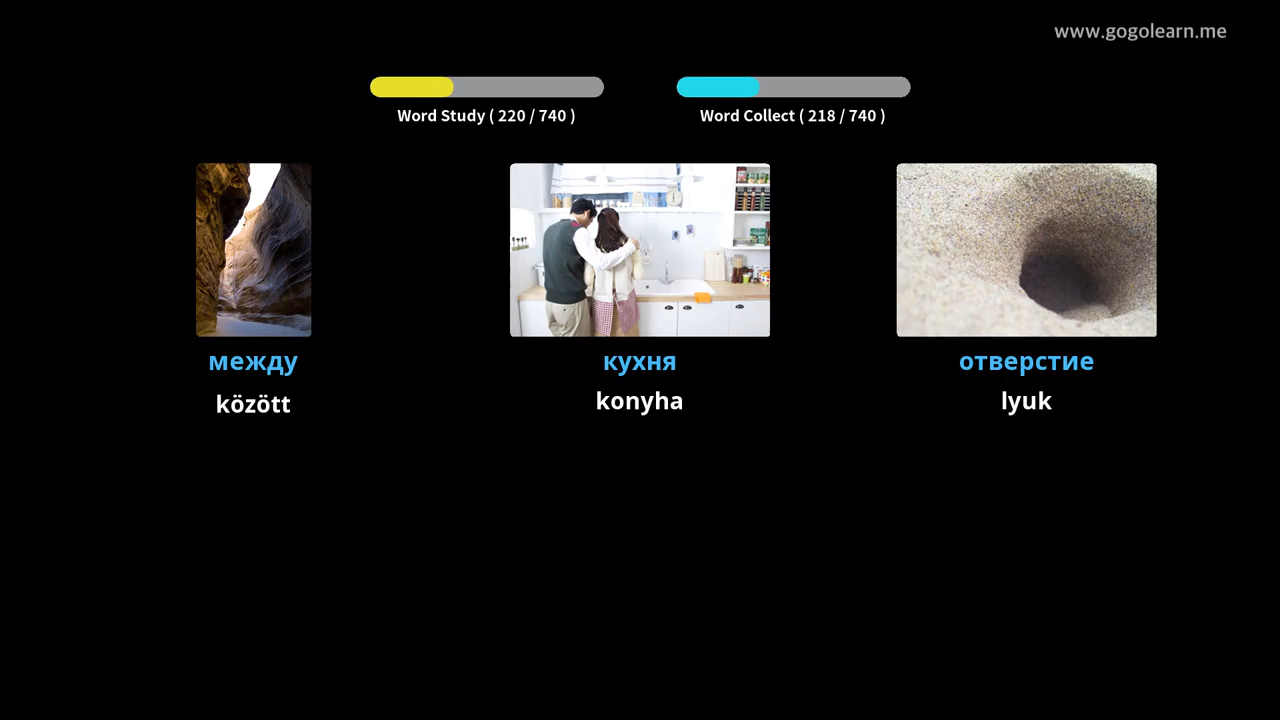 www.gogolearn.me
Word Study ( 220 / 740 )
Word Collect ( 218 / 740 )
между
кухня
отверстие
között
konyha
lyuk